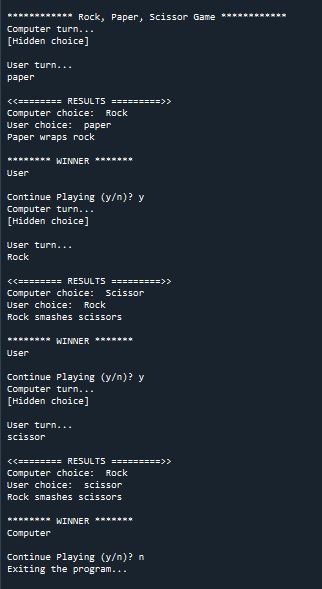 ************ Rock, Paper, Scissor Game ************
Computer turn...
[Hidden choice]
User turn...
paper
<<======== RESULTS =========>>
Computer choice:  Rock
User choice:  paper
Paper wraps rock
******** WINNER *******
User
Continue Playing (y/n)? y
Computer turn...
[Hidden choice]
User turn...
Rock
<<======== RESULTS =========>>
Computer choice:  Scissor
User choice:  Rock
Rock smashes scissors
******** WINNER *******
User
Continue Playing (y/n)? y
Computer turn...
[Hidden choice]
User turn...
scissor
<<======== RESULTS =========>>
Computer choice:  Rock
User choice:  scissor
Rock smashes scissors
******** WINNER *******
Computer
Continue Playing (y/n)? n
Exiting the program...